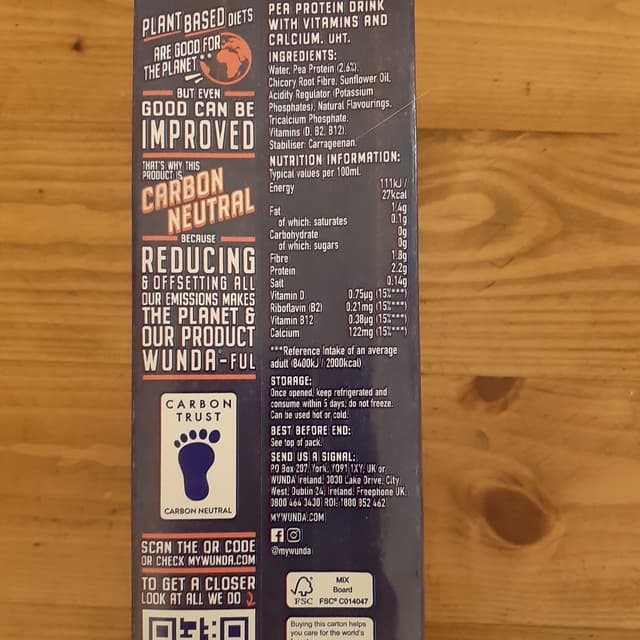 PLANT BASED DIETS
ARE GOOD FOR
THE PLANET
BUT EVEN
GOOD CAN BE
IMPROVED
THAT'S WHY THIS
PRODUCT IS
CARBON
NEUTRAL
BECAUSE
REDUCING
& OFFSETTING ALL
OUR EMISSIONS MAKES
THE PLANET &
OUR PRODUCT
WUNDA-FUL
CARBON
TRUST
CARBON NEUTRAL
SCAN THE QR CODE
OR CHECK MYWUNDA.COM
TO GET A CLOSER
LOOK AT ALL WE DO
PEA PROTEIN DRINK
WITH VITAMINS AND
CALCIUM. UHT.
INGREDIENTS:
Water, Pea Protein (2.6%),
Chicory Root Fibre, Sunflower Oil,
Acidity Regulator (Potassium
Phosphates), Natural Flavourings,
Tricalcium Phosphate,
Vitamins (D, B2, B12),
Stabiliser: Carrageenan.
NUTRITION INFORMATION:
Typical values per 100ml:
Energy 111kJ /
27kcal
Fat 1.4g
of which: saturates 0.1g
Carbohydrate 0g
of which: sugars 0g
Fibre 1.8g
Protein 2.2g
Salt 0.14g
Vitamin D 0.75µg (15%***)
Riboflavin (B2) 0.21mg (15%***)
Vitamin B12 0.38µg (15%***)
Calcium 122mg (15%***)
***Reference intake of an average
adult (8400kJ / 2000kcal)
STORAGE:
Once opened, keep refrigerated and
consume within 5 days, do not freeze.
Can be used hot or cold.
BEST BEFORE END:
See top of pack.
SEND US A SIGNAL:
PO Box 207, York, YO91 1XY, UK or
WUNDA Ireland, 3030 Lake Drive, City
West, Dublin 24, Ireland. Freephone UK:
0800 464 3430 | ROI: 1800 852 462
MYWUNDA.COM
@mywunda
FSC
MIX
Board
FSC® C014047
Buying this carton helps
you care for the world's